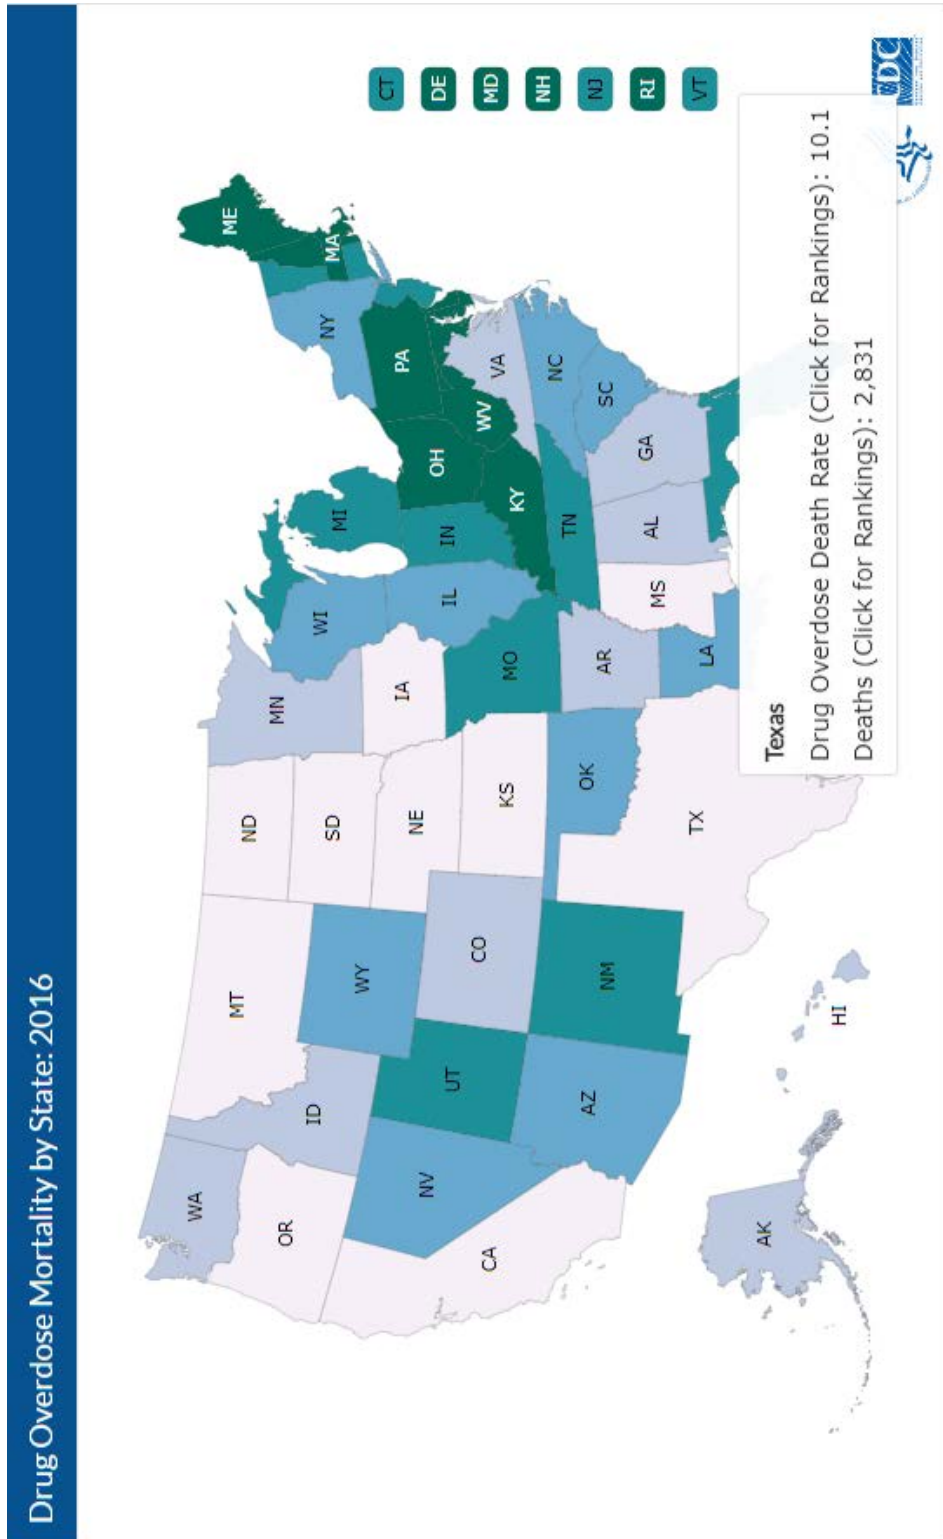 Drug Overdose Mortality by State: 2016
WA
MT
ND
MN
ME
OR
ID
SD
WI
MI
NY
MA
WY
IA
NE
PA
CT
NV
UT
CO
IL
IN
OH
DE
CA
KS
MO
WV
MD
KY
VA
NH
AZ
NM
OK
TN
NC
NJ
AR
SC
RI
TX
MS
AL
GA
VT
LA
AK
HI
Texas
Drug Overdose Death Rate (Click for Rankings): 10.1
Deaths (Click for Rankings): 2,831
CDC